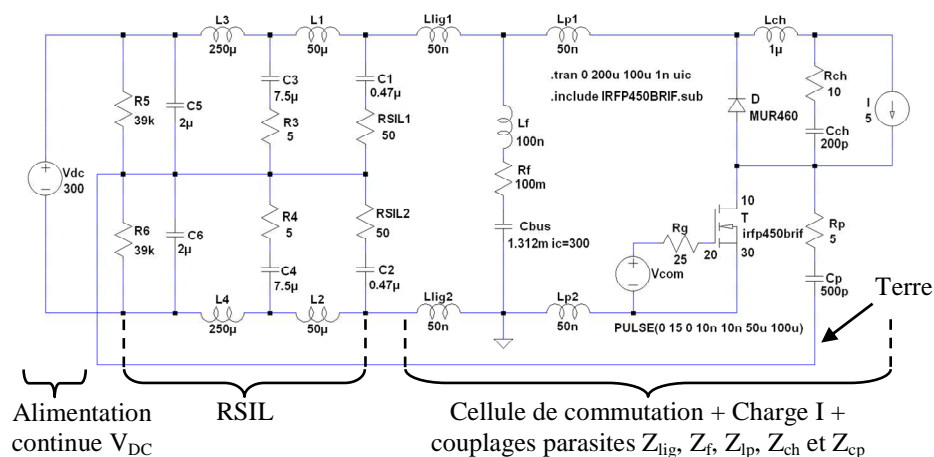 L3
250µ
L1
50µ
Llig1
50n
Lp1
50n
Lch
1µ
.tran 0 200u 100u 1n uic
.include IRFP450BRIF.sub
R5
39k
C5
2µ
C3
7.5µ
R3
5
C1
0.47µ
RSIL1
50
Lf
100n
D
MUR460
Rch
10
Cch
200p
I
5
Vdc
300
R6
39k
C6
2µ
R4
5
C4
7.5µ
RSIL2
50
C2
0.47µ
Rf
100m
Cbus
1.312m ic=300
Rg
25
Vcom
10
T
irfp450brif
20
30
Rp
5
Cp
500p
Terre
L4
250µ
L2
50µ
Llig2
50n
Lp2
50n
PULSE(0 15 0 10n 10n 50u 100u)
Alimentation
continue VDC
RSIL
Cellule de commutation + Charge I +
couplages parasites Zlig, Zf, Zlp, Zch et Zcp